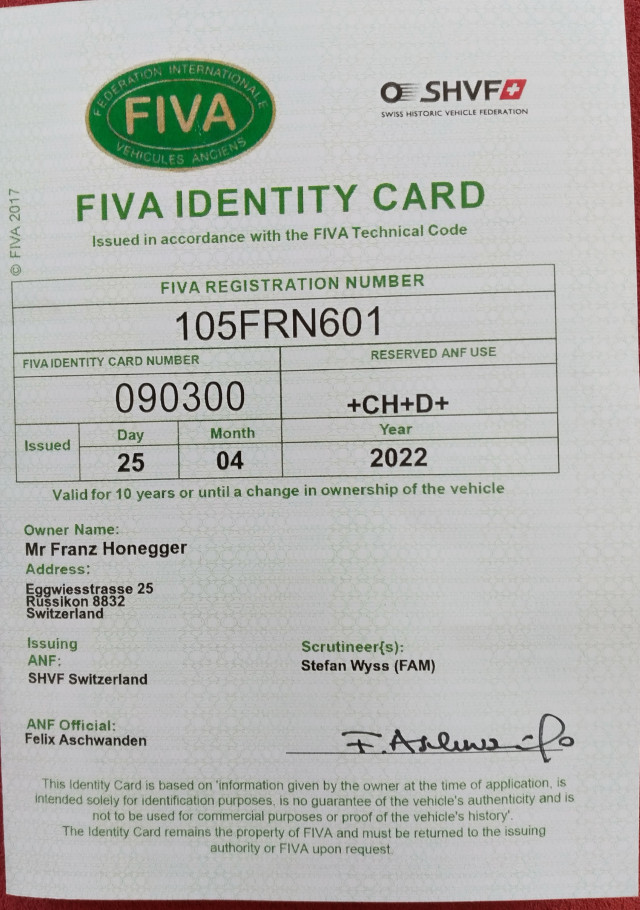 FEDERATION INTERNATIONALE
FIVA
VEHICULES ANCIENS
SHVF
SWISS HISTORIC VEHICLE FEDERATION
© FIVA 2017
FIVA IDENTITY CARD
Issued in accordance with the FIVA Technical Code
FIVA REGISTRATION NUMBER
105FRN601
FIVA IDENTITY CARD NUMBER
RESERVED ANF USE
090300
+CH+D+
Issued
Day Month Year
25 04 2022
Valid for 10 years or until a change in ownership of the vehicle
Owner Name:
Mr Franz Honegger
Address:
Eggwiesstrasse 25
Russikon 8832
Switzerland
Issuing
ANF:
SHVF Switzerland
Scrutineer{s):
Stefan Wyss (FAM)
ANF Official:
Felix Aschwanden
This Identity Card is based on 'information given by the owner at the time of application, is
intended solely for identification purposes, is no guarantee of the vehicle's authenticity and is
not to be used for commercial purposes or proof of the vehicle's history'.
The Identity Card remains the property of FIVA and must be returned to the issuing
authority or FIVA upon request.